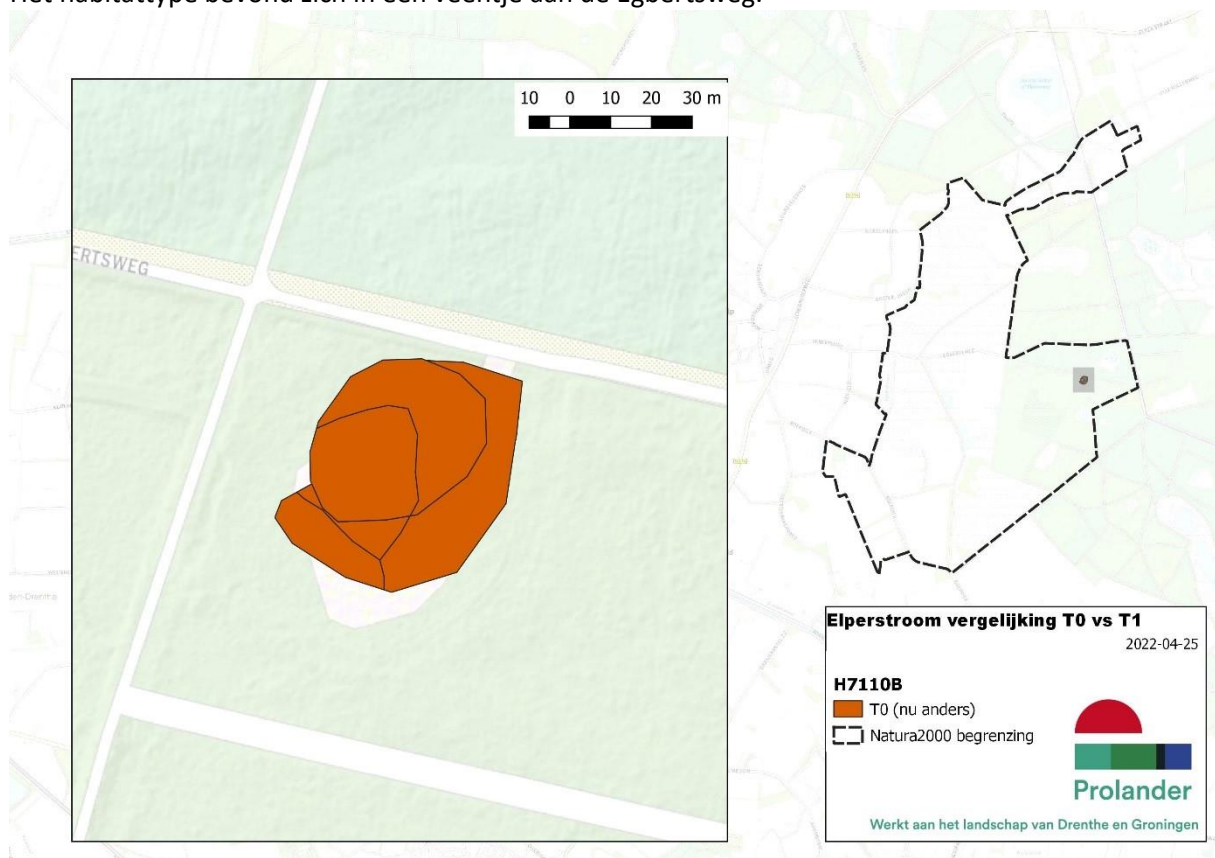 Het habitattype bevond zich in een veentje aan de Egbertsweg.
10 0 10 20 30 m
ERTSWEG
Elperstroom vergelijking T0 vs T1
2022-04-25
H7110B
T0 (nu anders)
Natura2000 begrenzing
Prolander
Werkt aan het landschap van Drenthe en Groningen